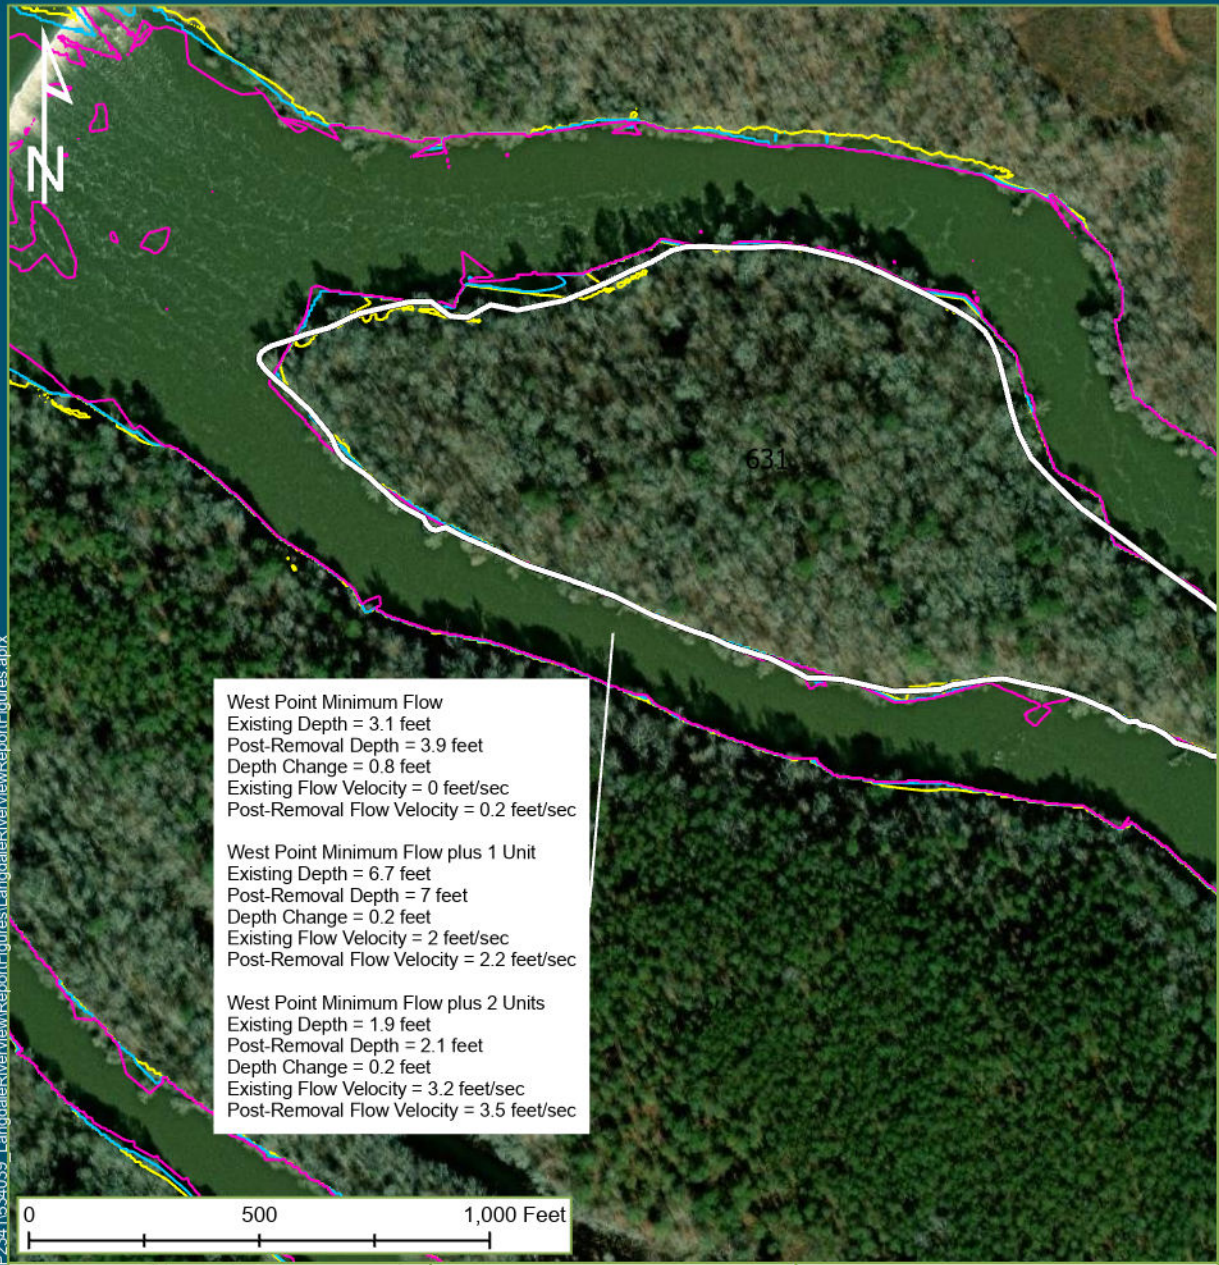 N
631
West Point Minimum Flow
Existing Depth = 3.1 feet
Post-Removal Depth = 3.9 feet
Depth Change = 0.8 feet
Existing Flow Velocity = 0 feet/sec
Post-Removal Flow Velocity = 0.2 feet/sec
West Point Minimum Flow plus 1 Unit
Existing Depth = 6.7 feet
Post-Removal Depth = 7 feet
Depth Change = 0.2 feet
Existing Flow Velocity = 2 feet/sec
Post-Removal Flow Velocity = 2.2 feet/sec
West Point Minimum Flow plus 2 Units
Existing Depth = 1.9 feet
Post-Removal Depth = 2.1 feet
Depth Change = 0.2 feet
Existing Flow Velocity = 3.2 feet/sec
Post-Removal Flow Velocity = 3.5 feet/sec
0 500 1,000 Feet